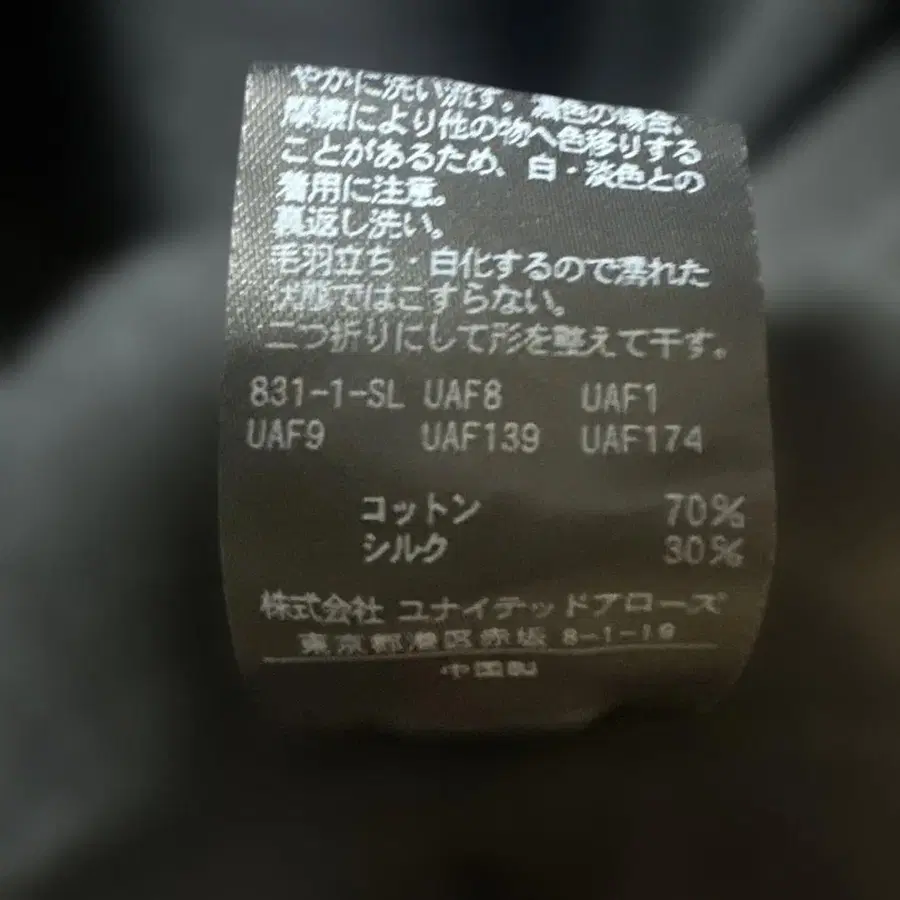 やかに洗い流す。濃色の場合、
摩擦により他の物へ色移りする
ことがあるため、白・淡色との
着用に注意。
裏返し洗い。
毛羽立ち・白化するので濡れた
状態ではこすらない。
二つ折りにして形を整えて干す。
831-1-SL UAF8 UAF1
UAF9 UAF139 UAF174
コットン 70%
シルク 30%
株式会社 ユナイテッドアローズ
東京都港区赤坂 8-1-19
中国製